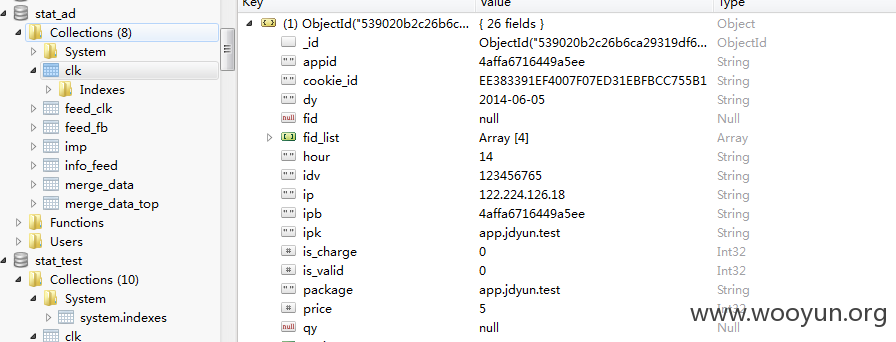 stat_ad
Collections (8)
System
clk
Indexes
feed_clk
feed_fb
imp
info_feed
merge_data
merge_data_top
Functions
Users
stat_test
Collections (10)
System
system.indexes
clk
Key Value Type
(1) ObjectId("539020b2c26b6c... { 26 fields } Object
_id ObjectId("539020b2c26b6ca29319df6... ObjectId
appid 4affa6716449a5ee String
cookie_id EE383391EF4007F07ED31EBFBCC755B1 String
dy 2014-06-05 String
fid null Null
fid_list Array [4] Array
hour 14 String
idv 123456765 String
ip 122.224.126.18 String
ipb 4affa6716449a5ee String
ipk app.jdyun.test String
is_charge 0 Int32
is_valid 0 Int32
package app.jdyun.test String
price 5 Int32
qy null Null
www.wooyun.org